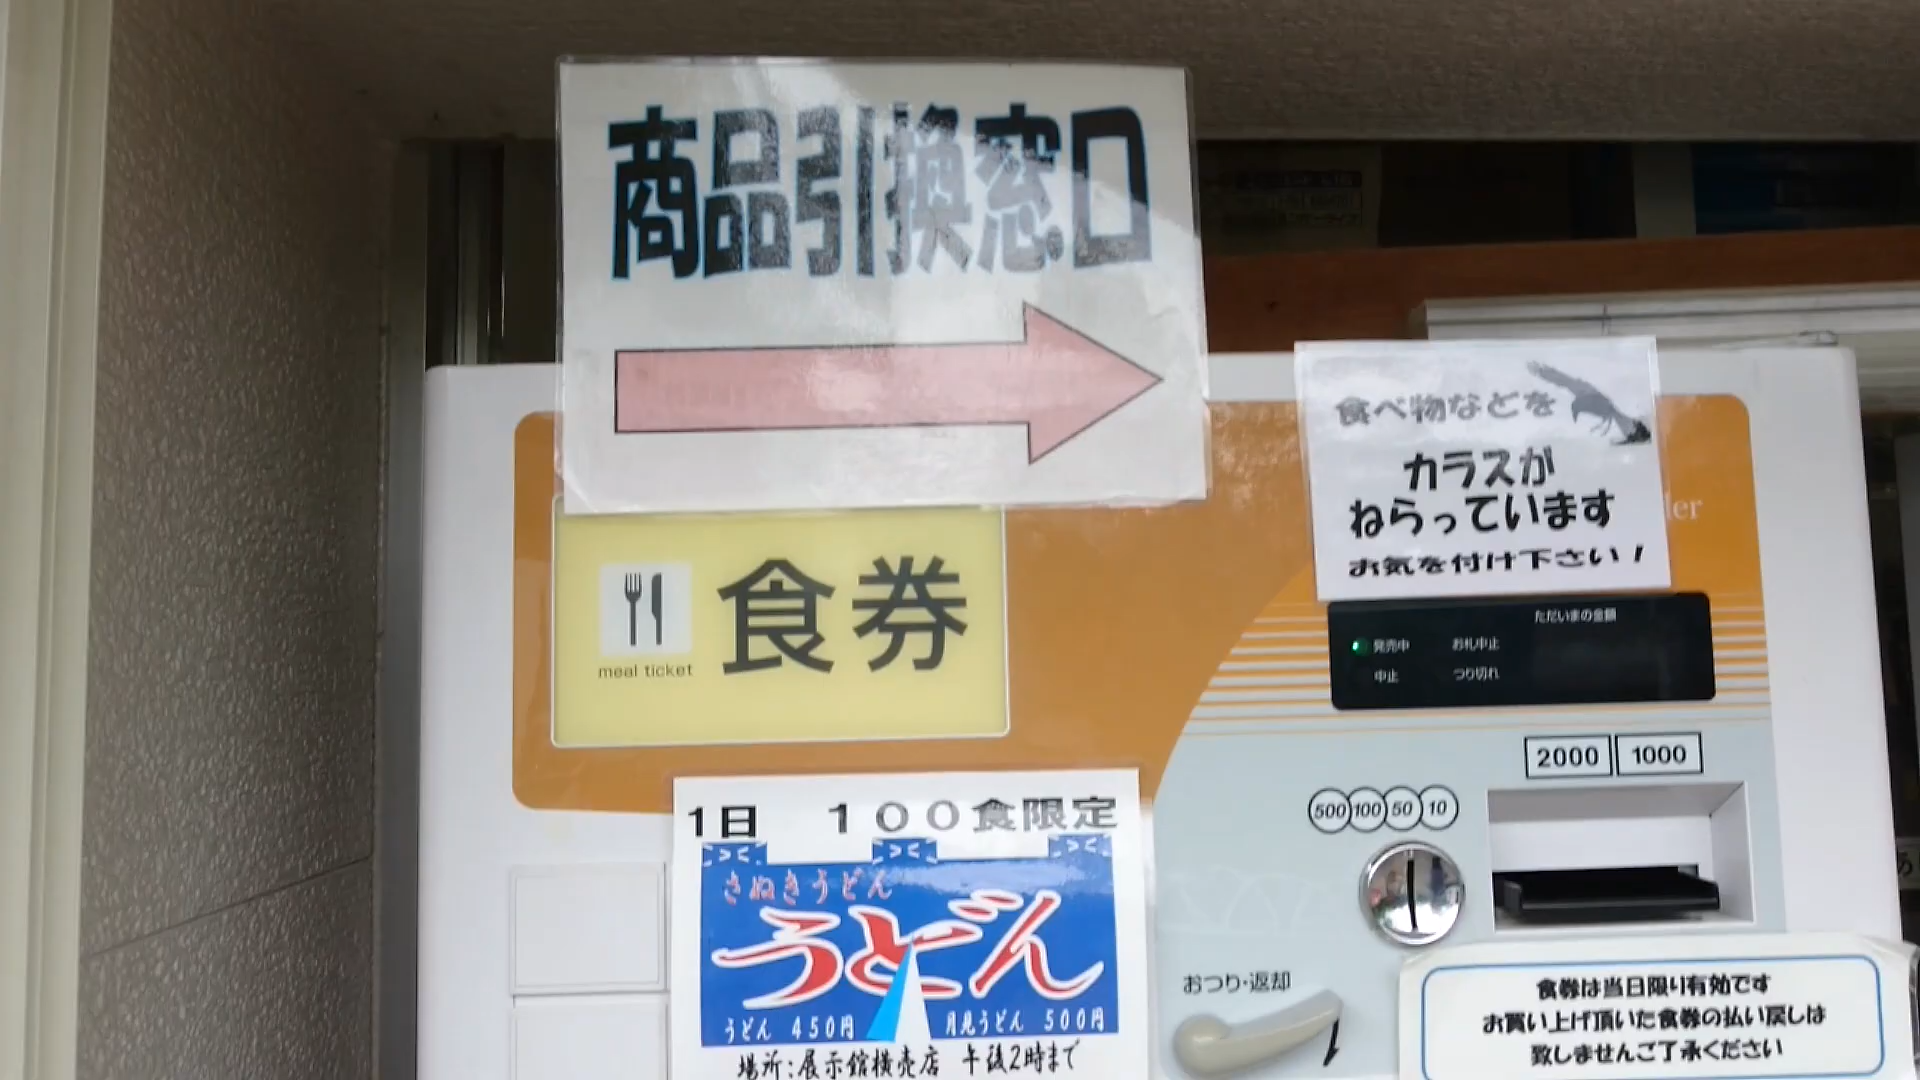 商品引換窓口
食べ物などを
カラスが
ねらっています
お気を付け下さい！
食券
meal ticket
ただいまの金額
発売中 お札中止
中止 つり切れ
2000 1000
500 100 50 10
1日 100食限定
さぬきうどん
うどん
うどん 450円 月見うどん 500円
場所:展示館横売店 午後2時まで
おつり・返却
食券は当日限り有効です
お買い上げ頂いた食券の払い戻しは
致しませんご了承ください